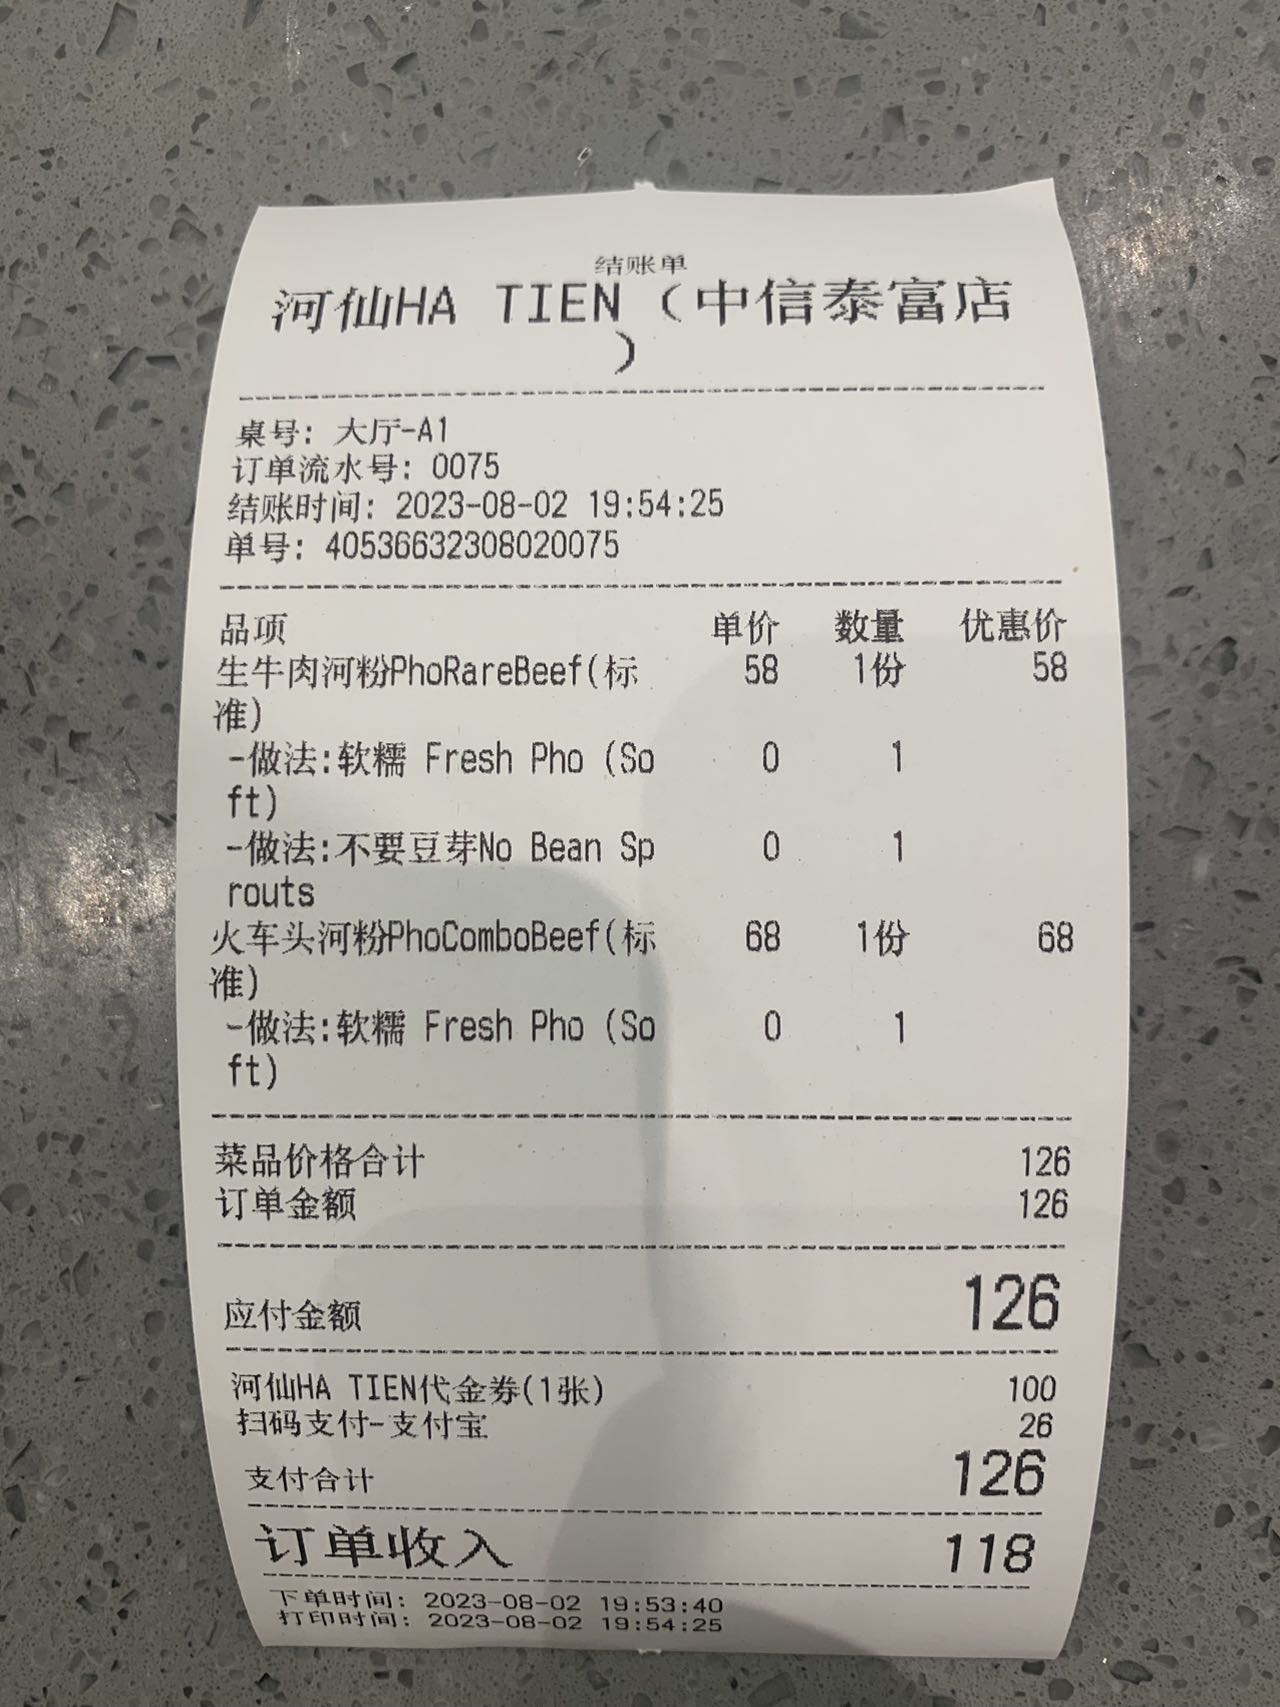 结账单
河仙HA TIEN（中信泰富店
）
桌号: 大厅-A1
订单流水号: 0075
结账时间: 2023-08-02 19:54:25
单号: 40536632308020075
品项 单价 数量 优惠价
生牛肉河粉PhoRareBeef(标 58 1份 58
准)
-做法:软糯 Fresh Pho (So 0 1
ft)
-做法:不要豆芽No Bean Sp 0 1
routs
火车头河粉PhoComboBeef(标 68 1份 68
准)
-做法:软糯 Fresh Pho (So 0 1
ft)
菜品价格合计 126
订单金额 126
应付金额 126
河仙HA TIEN代金券(1张) 100
扫码支付-支付宝 26
支付合计 126
订单收入 118
下单时间: 2023-08-02 19:53:40
打印时间: 2023-08-02 19:54:25